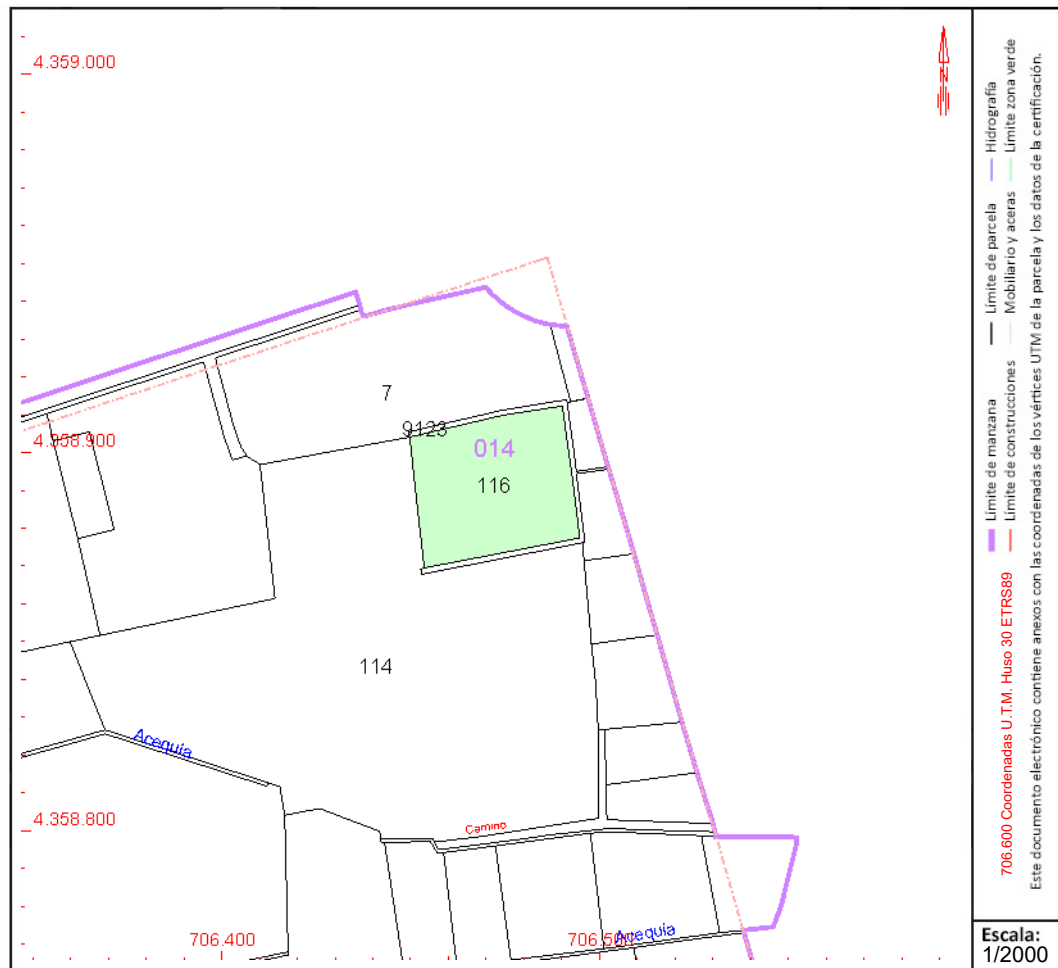 4.359.000
7
9123
4.358.900
014
116
114
Acequia
4.358.800
Camino
706.400
706.500
Acequia
N
Límite de manzana
Límite de parcela
Hidrografía
Límite de construcciones
Mobiliario y aceras
Límite zona verde
706.600 Coordenadas U.T.M. Huso 30 ETRS89
Este documento electrónico contiene anexos con las coordenadas de los vértices UTM de la parcela y los datos de la certificación.
Escala:
1/2000